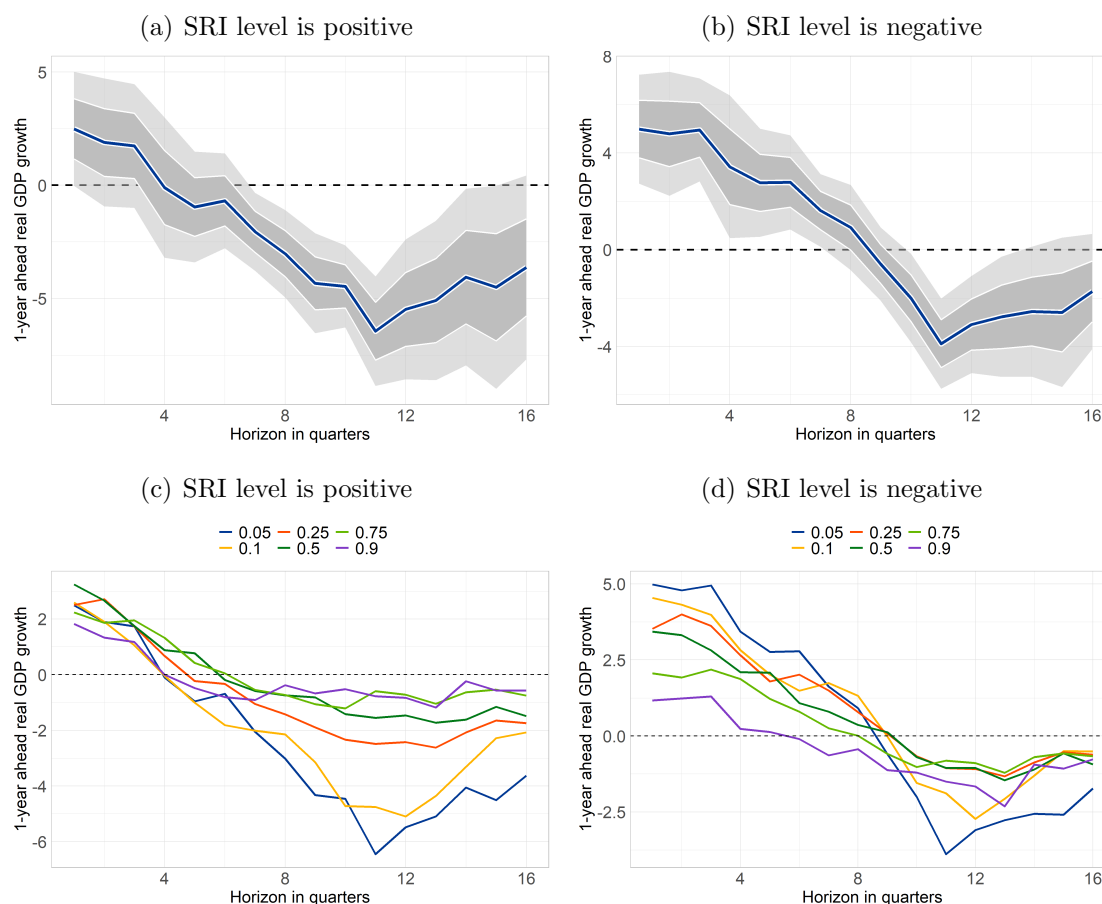 (a) SRI level is positive
1-year ahead real GDP growth
5
0
-5
4 8 12 16
Horizon in quarters
(b) SRI level is negative
1-year ahead real GDP growth
8
4
0
-4
4 8 12 16
Horizon in quarters
(c) SRI level is positive
0.05 0.25 0.75
0.1 0.5 0.9
1-year ahead real GDP growth
2
0
-2
-4
-6
4 8 12 16
Horizon in quarters
(d) SRI level is negative
0.05 0.25 0.75
0.1 0.5 0.9
1-year ahead real GDP growth
5.0
2.5
0.0
-2.5
4 8 12 16
Horizon in quarters